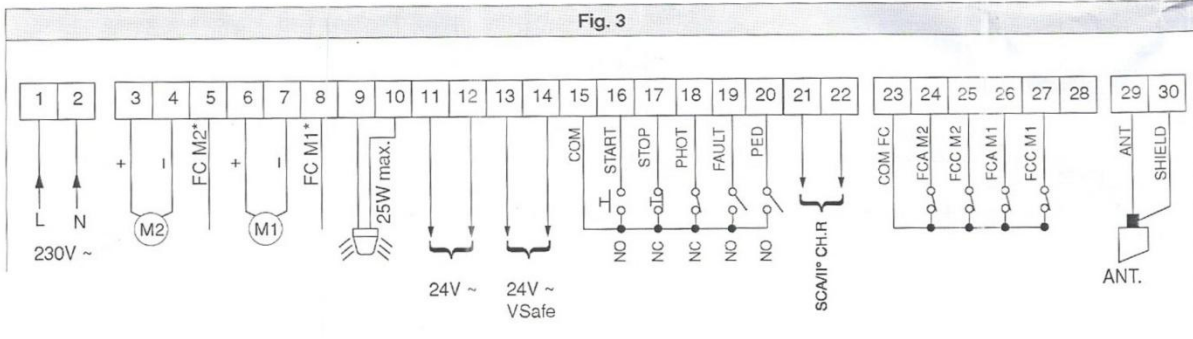 Fig. 3
1 2 3 4 5 6 7 8 9 10 11 12 13 14 15 16 17 18 19 20 21 22 23 24 25 26 27 28 29 30
+ − FC M2* + − FC M1* 25W max. COM START STOP PHOT FAULT PED COM FC FCA M2 FCC M2 FCA M1 FCC M1 ANT SHIELD
L N M2 M1
230V ~
NO NC NC NO NO
SCA/II° CH.R
24V ~
24V ~
VSafe
ANT.